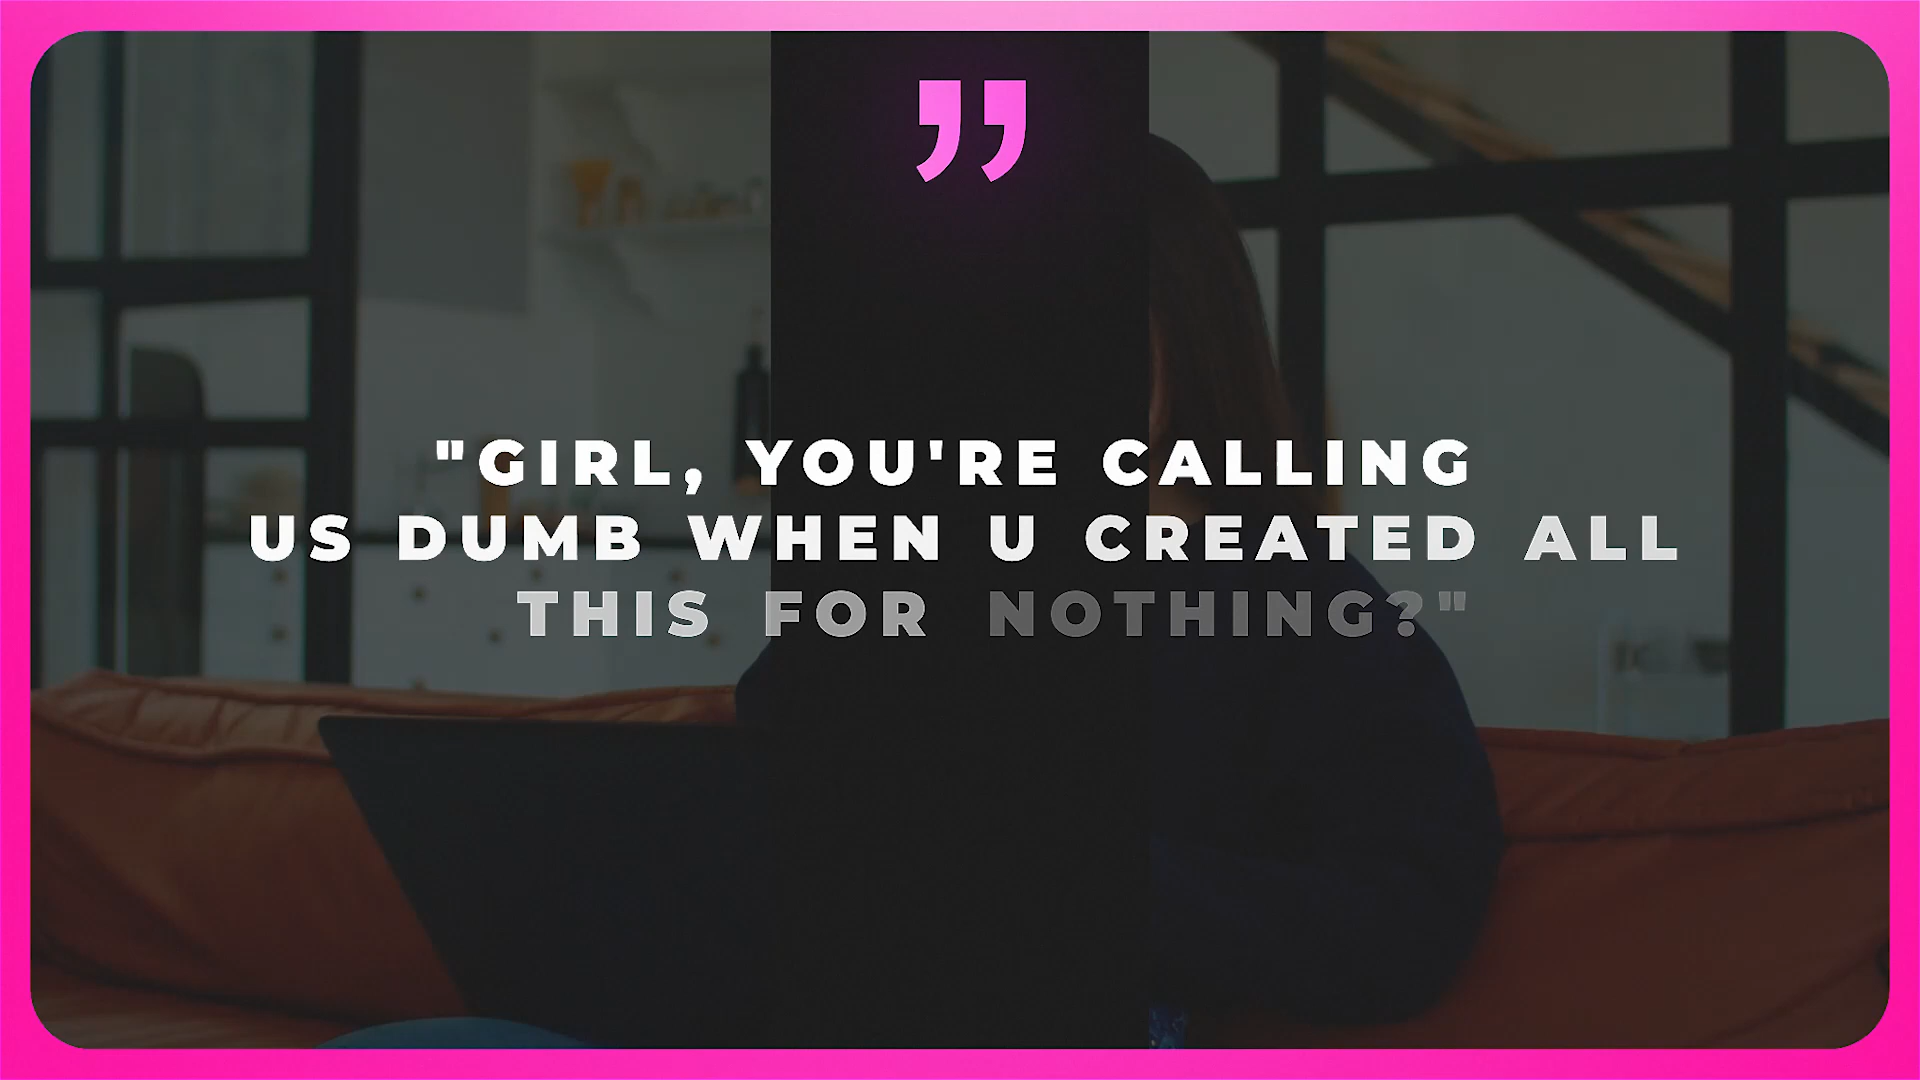 "GIRL, YOU'RE CALLING
US DUMB WHEN U CREATED ALL
THIS FOR NOTHING?"